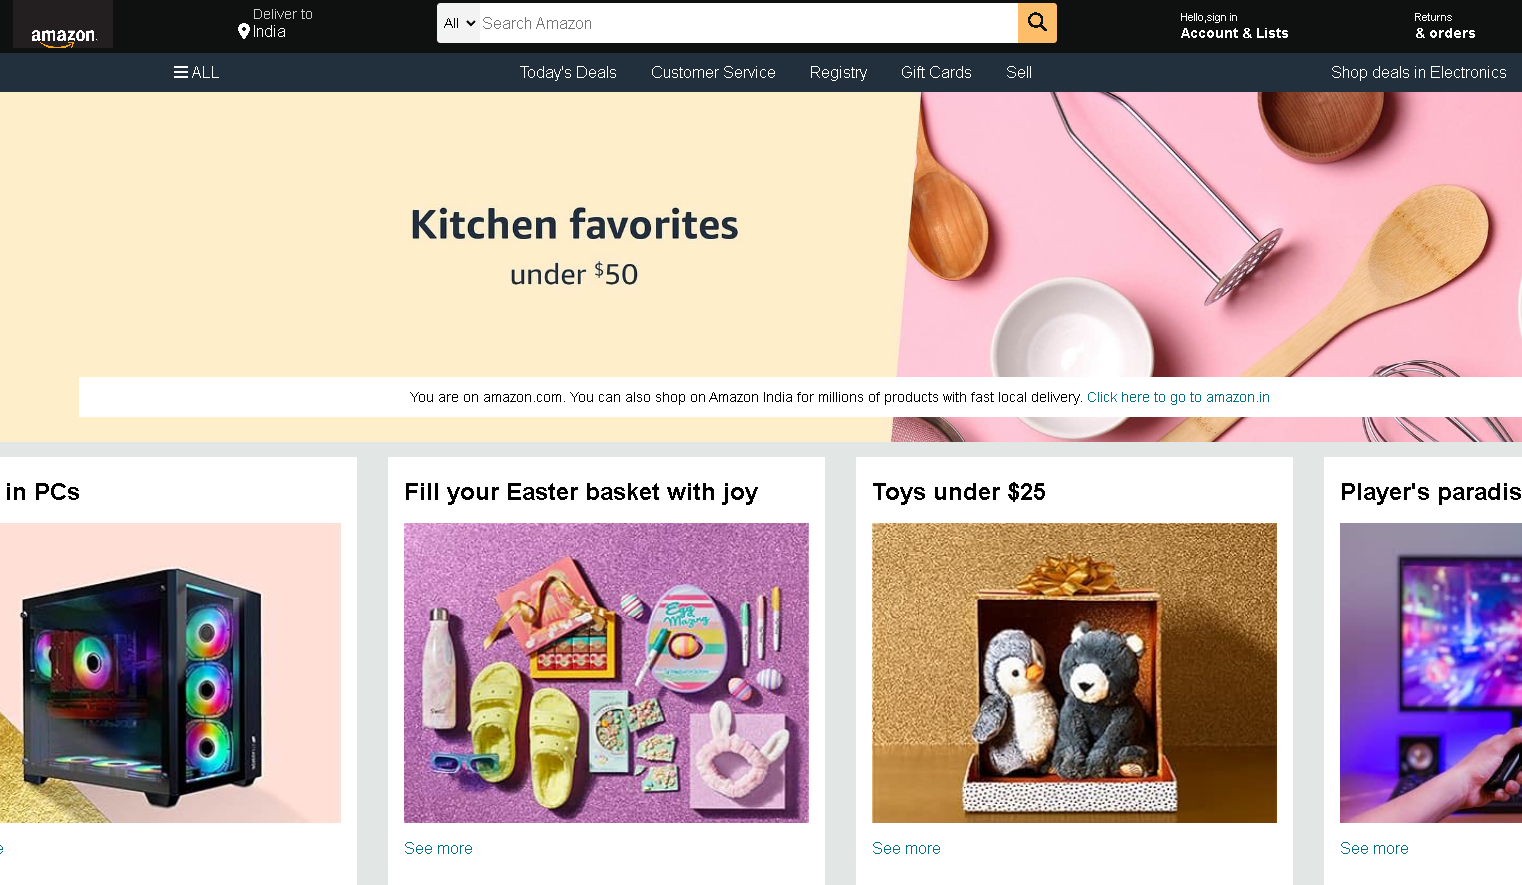 amazon
Deliver to
India
All
Search Amazon
Hello,sign in
Account & Lists
Returns
& orders
ALL
Today's Deals
Customer Service
Registry
Gift Cards
Sell
Shop deals in Electronics
Kitchen favorites
under $50
You are on amazon.com. You can also shop on Amazon India for millions of products with fast local delivery. Click here to go to amazon.in
in PCs
Fill your Easter basket with joy
Toys under $25
Player's paradis
Egg
Mazing
See more
See more
See more